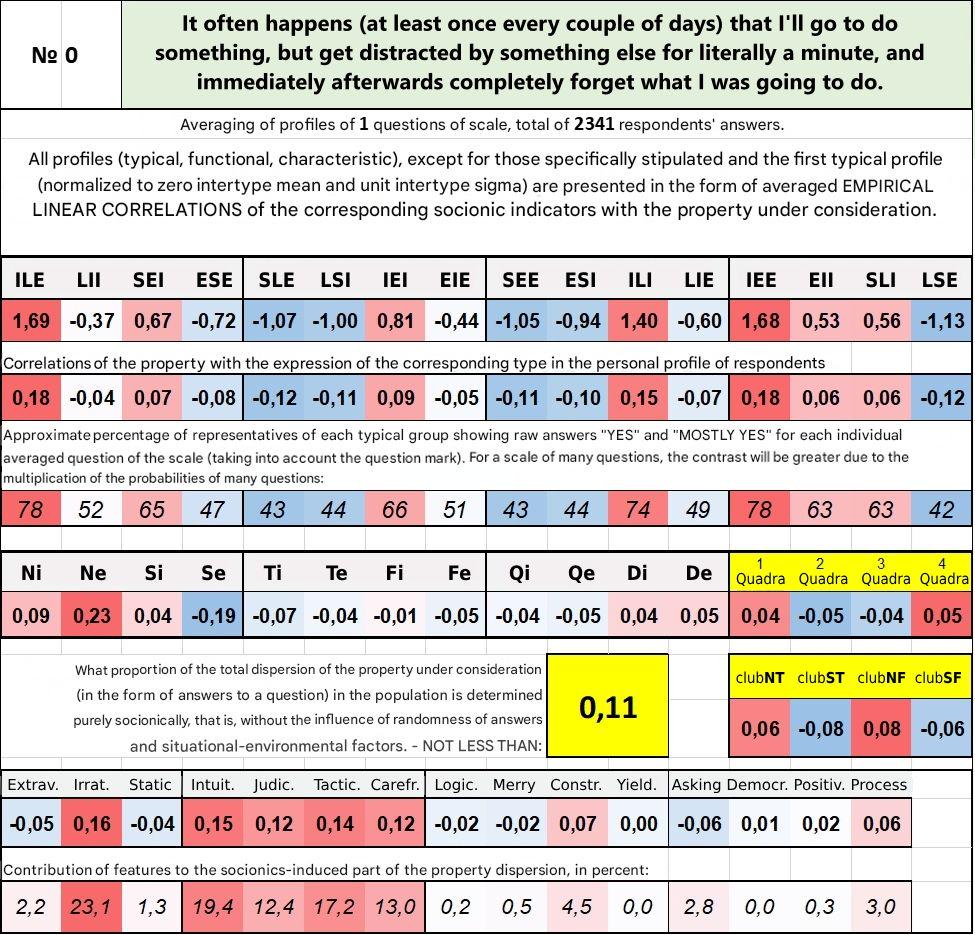 № 0
It often happens (at least once every couple of days) that I'll go to do
something, but get distracted by something else for literally a minute, and
immediately afterwards completely forget what I was going to do.
Averaging of profiles of 1 questions of scale, total of 2341 respondents' answers.
All profiles (typical, functional, characteristic), except for those specifically stipulated and the first typical profile
(normalized to zero intertype mean and unit intertype sigma) are presented in the form of averaged EMPIRICAL
LINEAR CORRELATIONS of the corresponding socionic indicators with the property under consideration.
ILE LII SEI ESE SLE LSI IEI EIE SEE ESI ILI LIE IEE EII SLI LSE
1,69 -0,37 0,67 -0,72 -1,07 -1,00 0,81 -0,44 -1,05 -0,94 1,40 -0,60 1,68 0,53 0,56 -1,13
Correlations of the property with the expression of the corresponding type in the personal profile of respondents
0,18 -0,04 0,07 -0,08 -0,12 -0,11 0,09 -0,05 -0,11 -0,10 0,15 -0,07 0,18 0,06 0,06 -0,12
Approximate percentage of representatives of each typical group showing raw answers "YES" and "MOSTLY YES" for each individual
averaged question of the scale (taking into account the question mark). For a scale of many questions, the contrast will be greater due to the
multiplication of the probabilities of many questions:
78 52 65 47 43 44 66 51 43 44 74 49 78 63 63 42
Ni Ne Si Se Ti Te Fi Fe Qi Qe Di De 1 Quadra 2 Quadra 3 Quadra 4 Quadra
0,09 0,23 0,04 -0,19 -0,07 -0,04 -0,01 -0,05 -0,04 -0,05 0,04 0,05 0,04 -0,05 -0,04 0,05
What proportion of the total dispersion of the property under consideration
(in the form of answers to a question) in the population is determined
purely socionically, that is, without the influence of randomness of answers
and situational-environmental factors. - NOT LESS THAN:
0,11
clubNT clubST clubNF clubSF
0,06 -0,08 0,08 -0,06
Extrav. Irrat. Static Intuit. Judic. Tactic. Carefr. Logic. Merry Constr. Yield. Asking Democr. Positiv. Process
-0,05 0,16 -0,04 0,15 0,12 0,14 0,12 -0,02 -0,02 0,07 0,00 -0,06 0,01 0,02 0,06
Contribution of features to the socionics-induced part of the property dispersion, in percent:
2,2 23,1 1,3 19,4 12,4 17,2 13,0 0,2 0,5 4,5 0,0 2,8 0,0 0,3 3,0